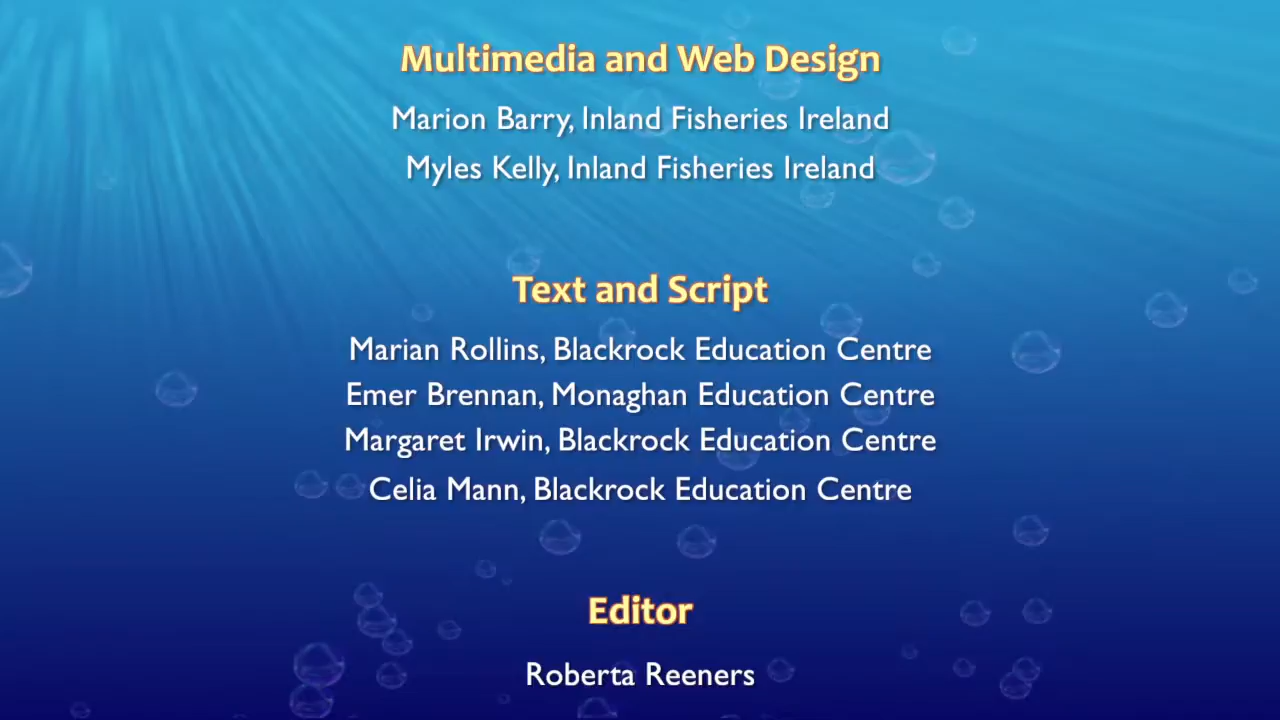 Multimedia and Web Design
Marion Barry, Inland Fisheries Ireland
Myles Kelly, Inland Fisheries Ireland
Text and Script
Marian Rollins, Blackrock Education Centre
Emer Brennan, Monaghan Education Centre
Margaret Irwin, Blackrock Education Centre
Celia Mann, Blackrock Education Centre
Editor
Roberta Reeners